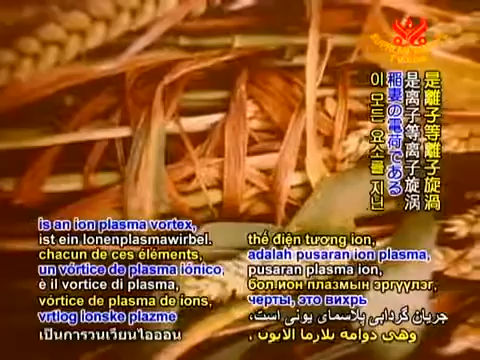 是離子等離子旋渦
是离子等离子旋涡
稲妻の電荷である
이 모든 요소를 지닌
is an ion plasma vortex,
ist ein Ionenplasmawirbel.
chacun de ces éléments,
un vórtice de plasma iónico,
è il vortice di plasma,
vórtice de plasma de íons,
vrtlog Ionske plazme
เป็นการวนเวียนไอออน
thể điện tương ion,
adalah pusaran ion plasma,
pusaran plasma ion,
бол ион плазмын эргүүлэг,
черты, это вихрь
جریان گردابی پلاسمای یونی است،
وهي دوامة بلازما الأيون,